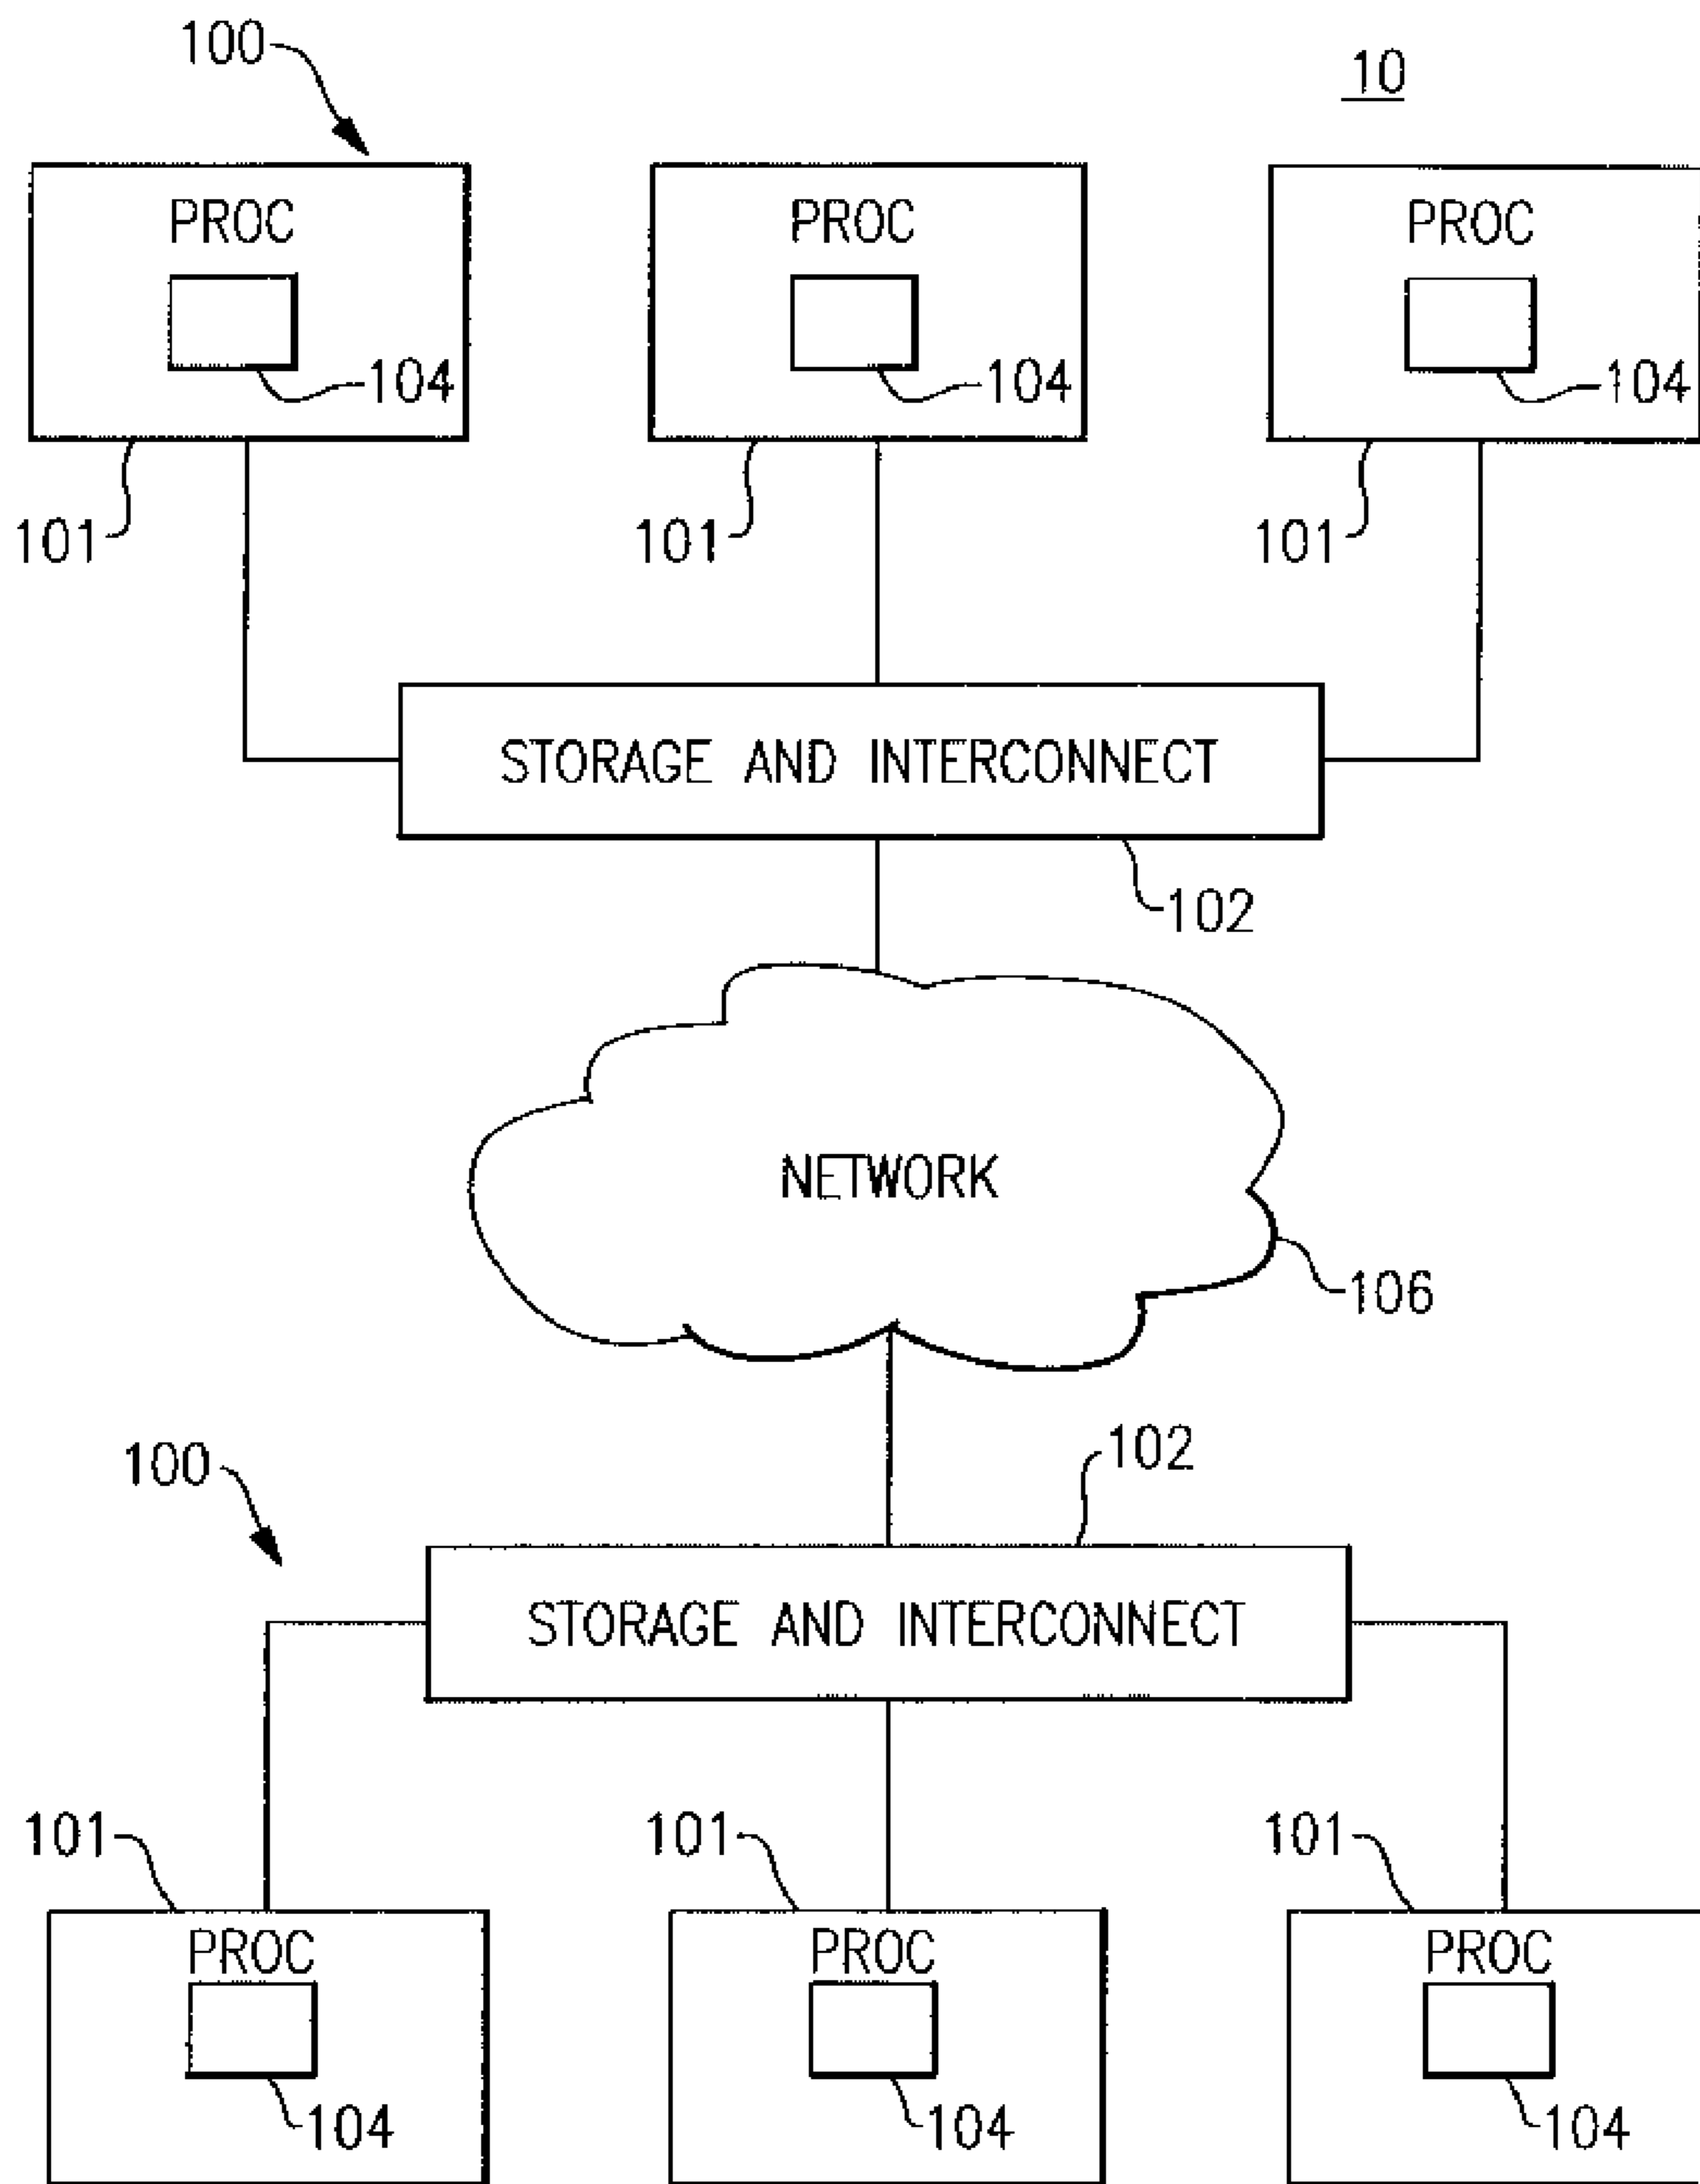 100
10
PROC PROC PROC
104 104 104
101 101 101
STORAGE AND INTERCONNECT
102
NETWORK
106
102
100
STORAGE AND INTERCONNECT
101 101 101
PROC PROC PROC
104 104 104